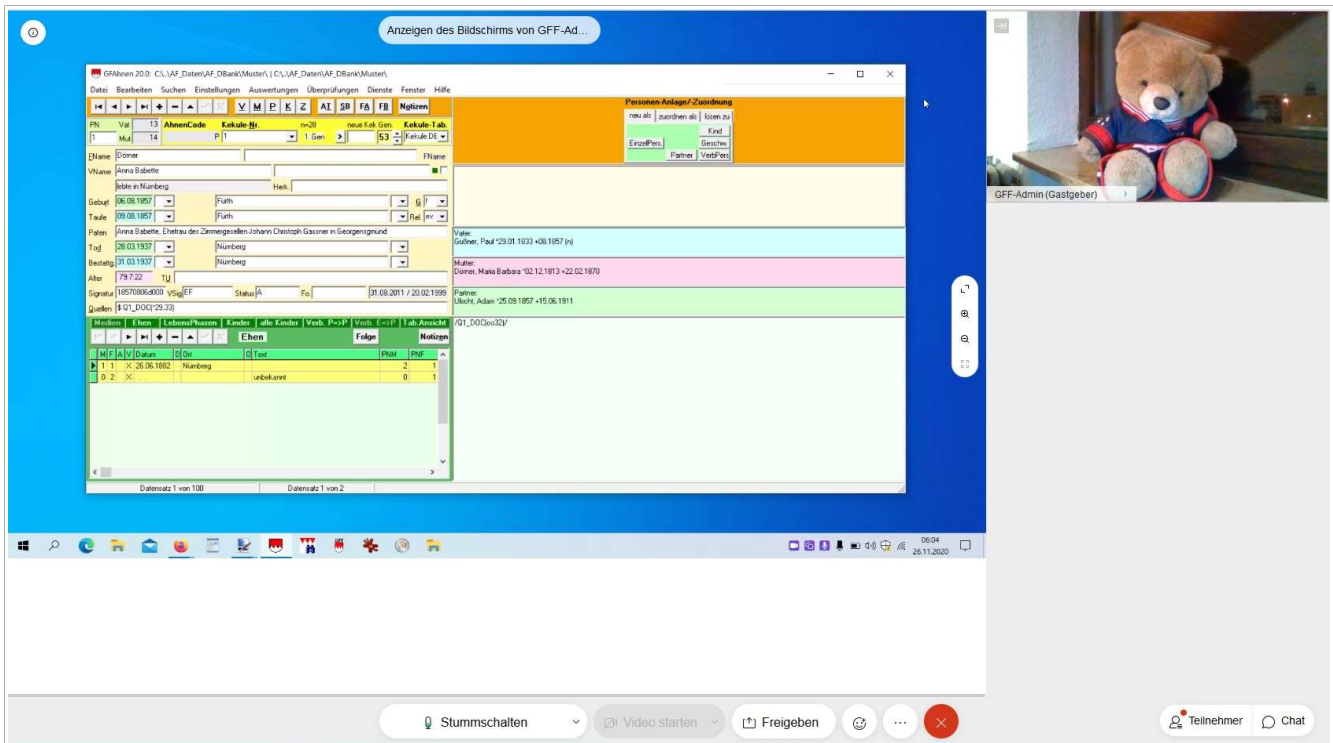 Anzeigen des Bildschirms von GFF-Ad...
GFAhnen 20.0: C:\..\AF_Daten\AF_DBank\Muster\ | C:\..\AF_Daten\AF_DBank\Muster\
Datei Bearbeiten Suchen Einstellungen Auswertungen Überprüfungen Dienste Fenster Hilfe
V M P K Z AT SB FA FB Notizen
PN Vat 13 AhnenCode Kekule-Nr. n=28 neue Kek.Gen. Kekule-Tab.
1 Mut 14 P 1 1 .Gen > 53 Kekule.DE
FName Dörner FName
VName Anna Babette
lebte in Nürnberg Herk.
Geburt 06.08.1857 Fürth G f
Taufe 09.08.1857 Fürth Rel. ev
Paten Anna Babette, Ehefrau des Zimmergesellen Johann Christoph Gassner in Georgensgmünd
Tod 28.03.1937 Nürnberg
Bestattg 31.03.1937 Nürnberg
Alter 79:7:22 TU
Signatur 18570806d000 VSig EF Status A Fo. 31.08.2011 / 20.02.1999
Quellen $ Q1_DOC(*29,33)
Medien Ehen LebensPhasen Kinder alle Kinder Verb. P=>P Verb. E=>P Tab.Ansicht
Ehen Folge Notizen
M F A V Datum D Ort O Text PNM PNF
1 1 X 26.06.1882 Nürnberg 2 1
0 2 X . . unbekannt 0 1
Datensatz 1 von 100 Datensatz 1 von 2
Personen-Anlage/-Zuordnung
neu als zuordnen als lösen zu
Kind
EinzelPers. Geschw.
Partner VerbPers
Vater:
Gußner, Paul *29.01.1833 +08.1857 (n)
Mutter:
Dörner, Maria Barbara *02.12.1813 +22.02.1870
Partner:
Ulscht, Adam *25.09.1857 +15.06.1911
/Q1_DOC(oo32)/
GFF-Admin (Gastgeber)
06:04
26.11.2020
Stummschalten Video starten Freigeben Teilnehmer Chat